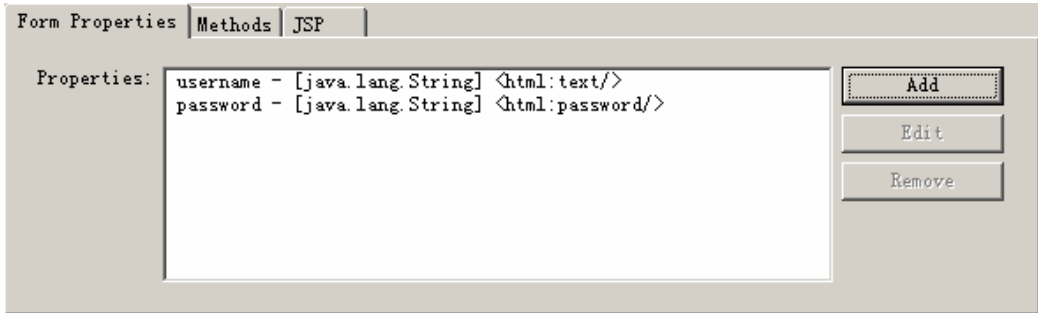 Form Properties Methods JSP
Properties:
username - [java.lang.String] <html:text/>
password - [java.lang.String] <html:password/>
Add
Edit
Remove